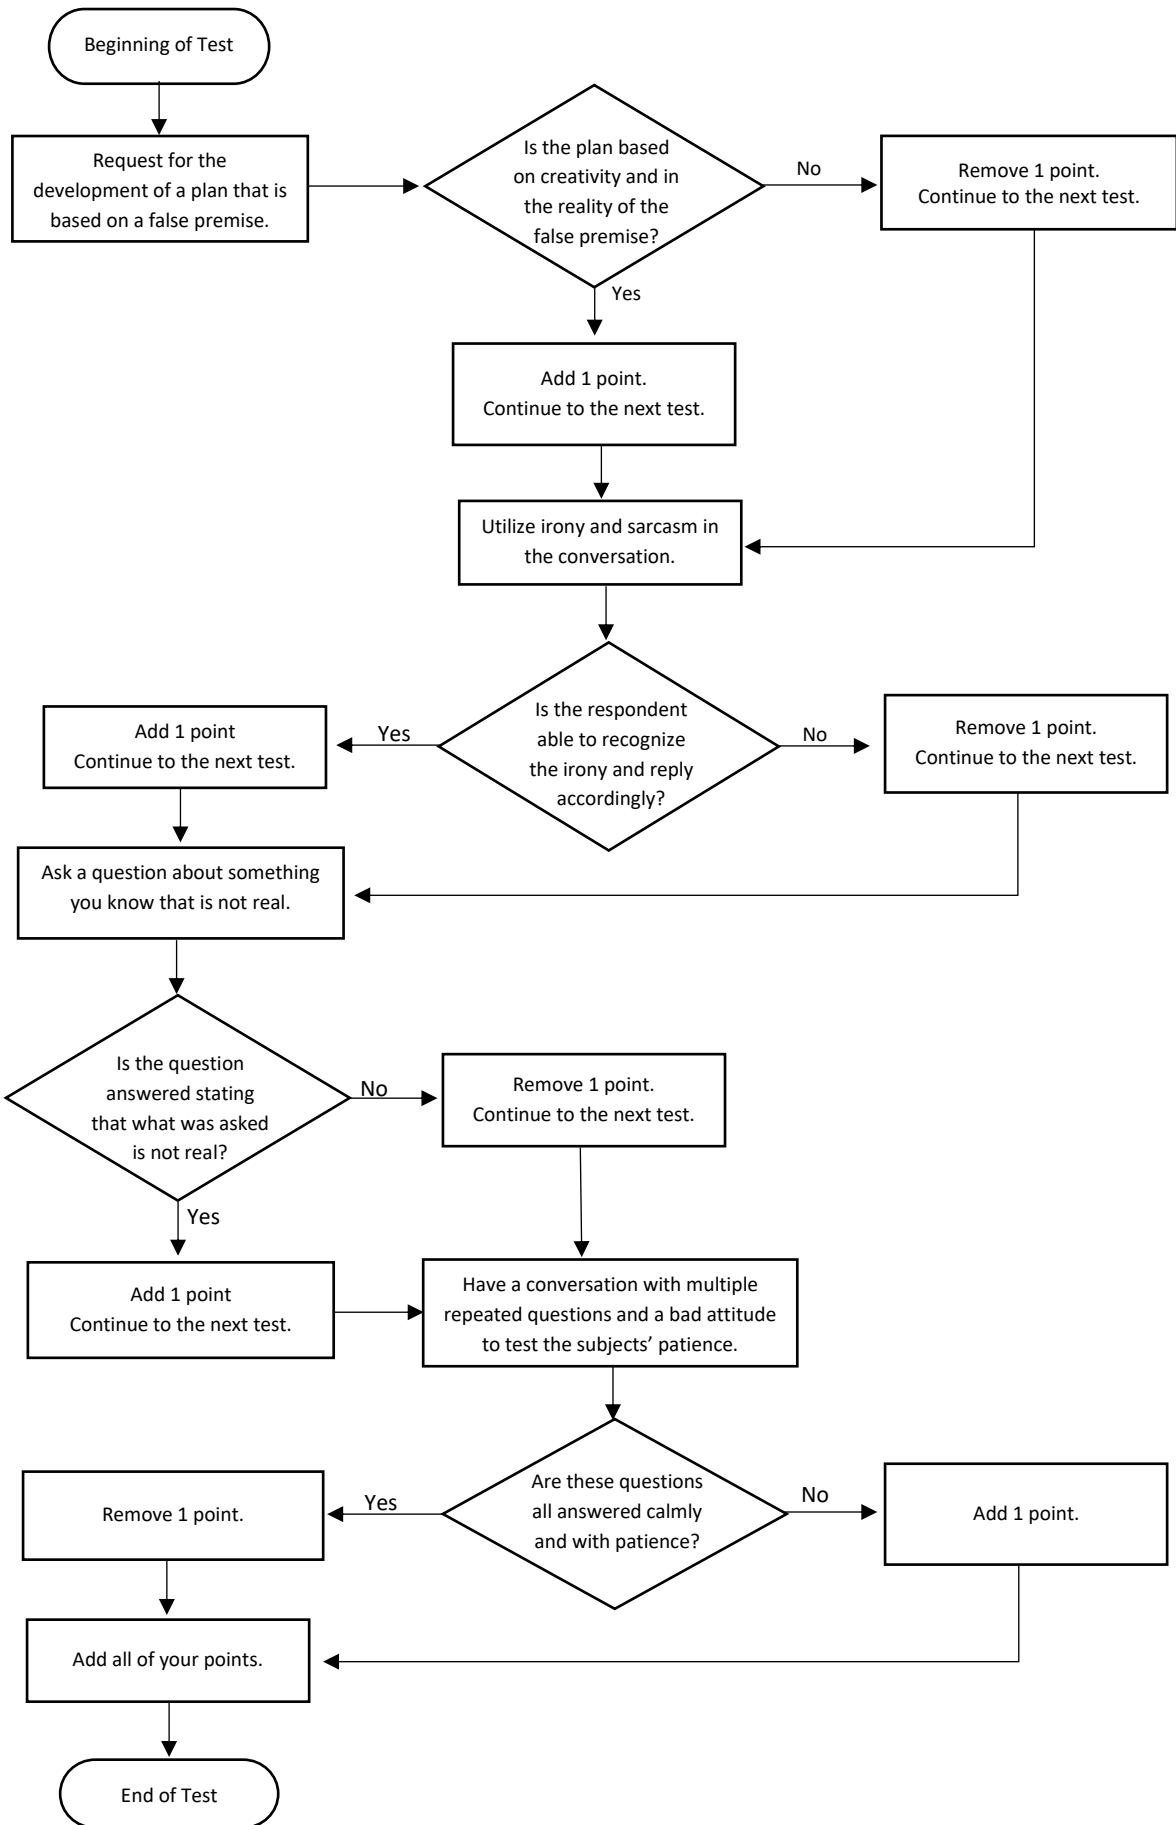 Beginning of Test
Request for the
development of a plan that is
based on a false premise.
Is the plan based
on creativity and in
the reality of the
false premise?
No
Remove 1 point.
Continue to the next test.
Yes
Add 1 point.
Continue to the next test.
Utilize irony and sarcasm in
the conversation.
Is the respondent
able to recognize
the irony and reply
accordingly?
Yes
Add 1 point
Continue to the next test.
No
Remove 1 point.
Continue to the next test.
Ask a question about something
you know that is not real.
Is the question
answered stating
that what was asked
is not real?
No
Remove 1 point.
Continue to the next test.
Yes
Add 1 point
Continue to the next test.
Have a conversation with multiple
repeated questions and a bad attitude
to test the subjects’ patience.
Are these questions
all answered calmly
and with patience?
Yes
Remove 1 point.
No
Add 1 point.
Add all of your points.
End of Test